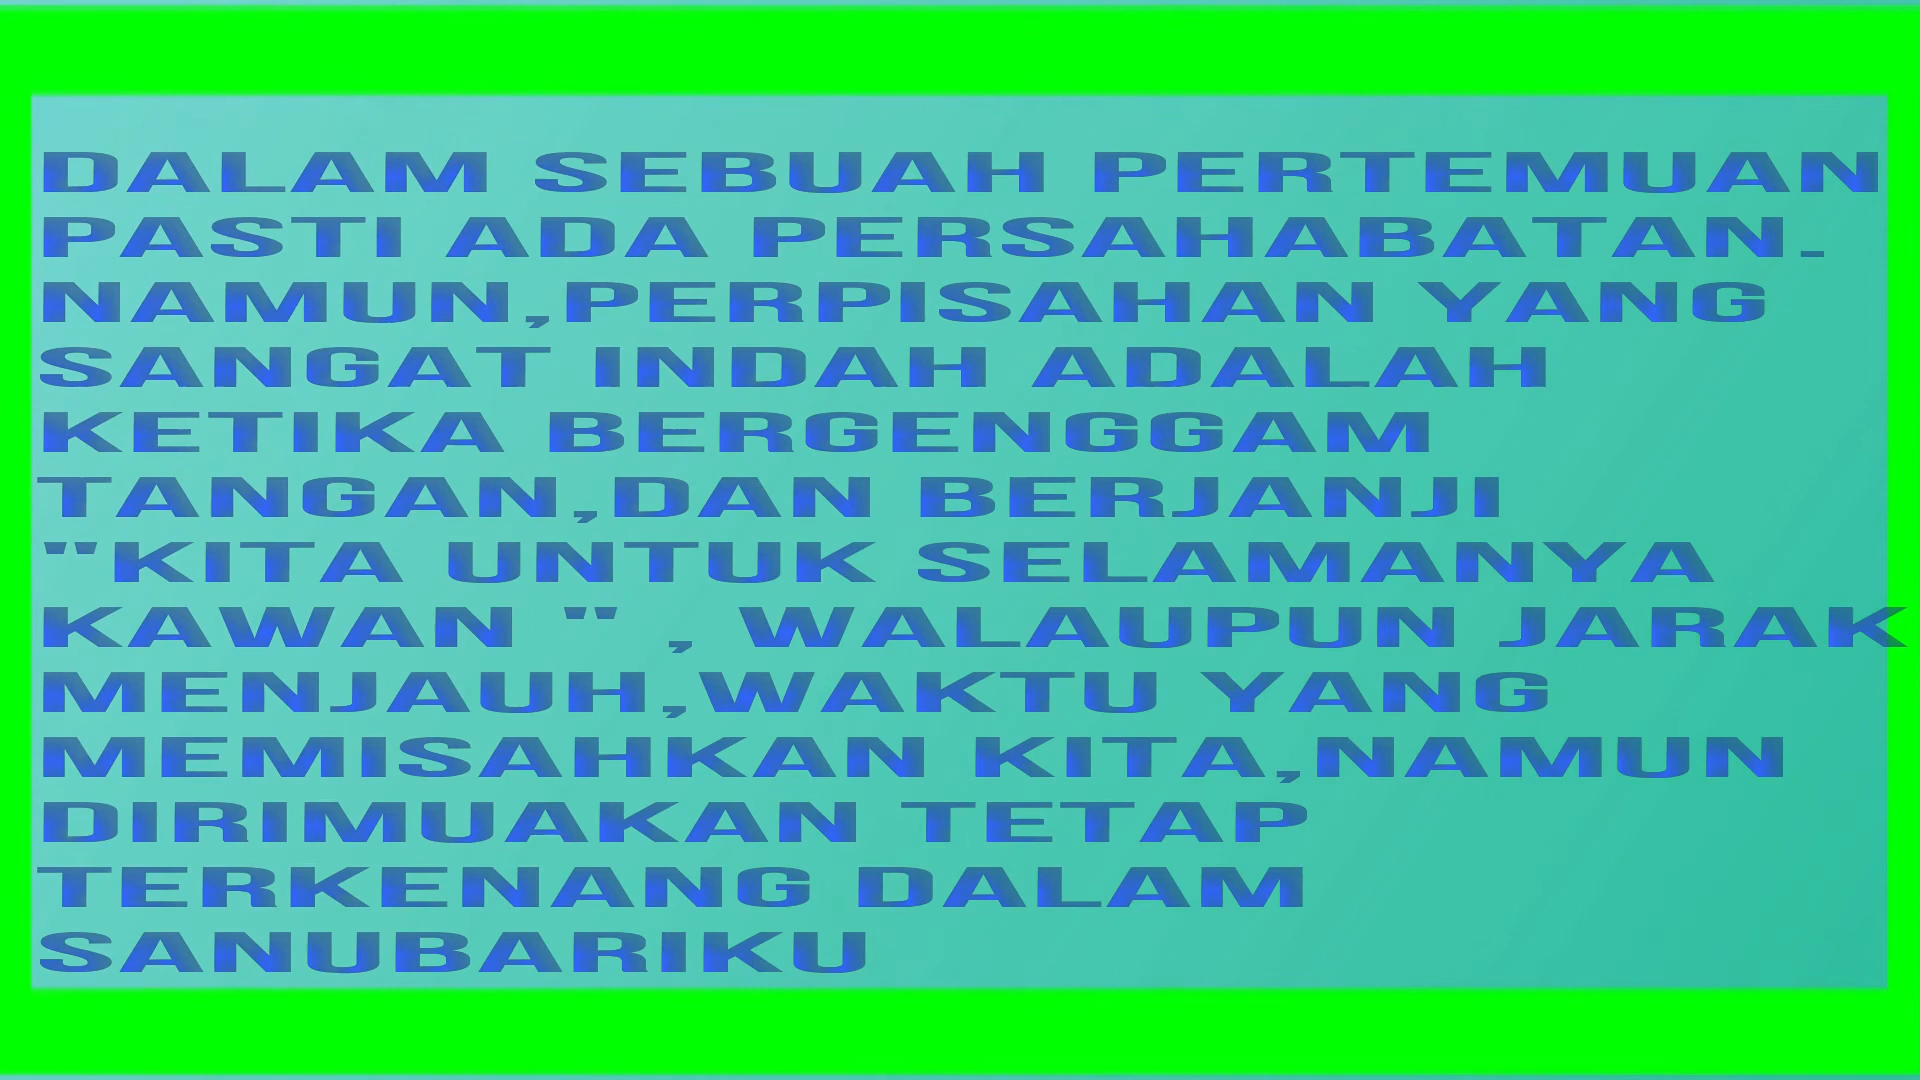 DALAM SEBUAH PERTEMUAN
PASTI ADA PERSAHABATAN.
NAMUN,PERPISAHAN YANG
SANGAT INDAH ADALAH
KETIKA BERGENGGAM
TANGAN,DAN BERJANJI
"KITA UNTUK SELAMANYA
KAWAN " , WALAUPUN JARAK
MENJAUH,WAKTU YANG
MEMISAHKAN KITA,NAMUN
DIRIMUAKAN TETAP
TERKENANG DALAM
SANUBARIKU